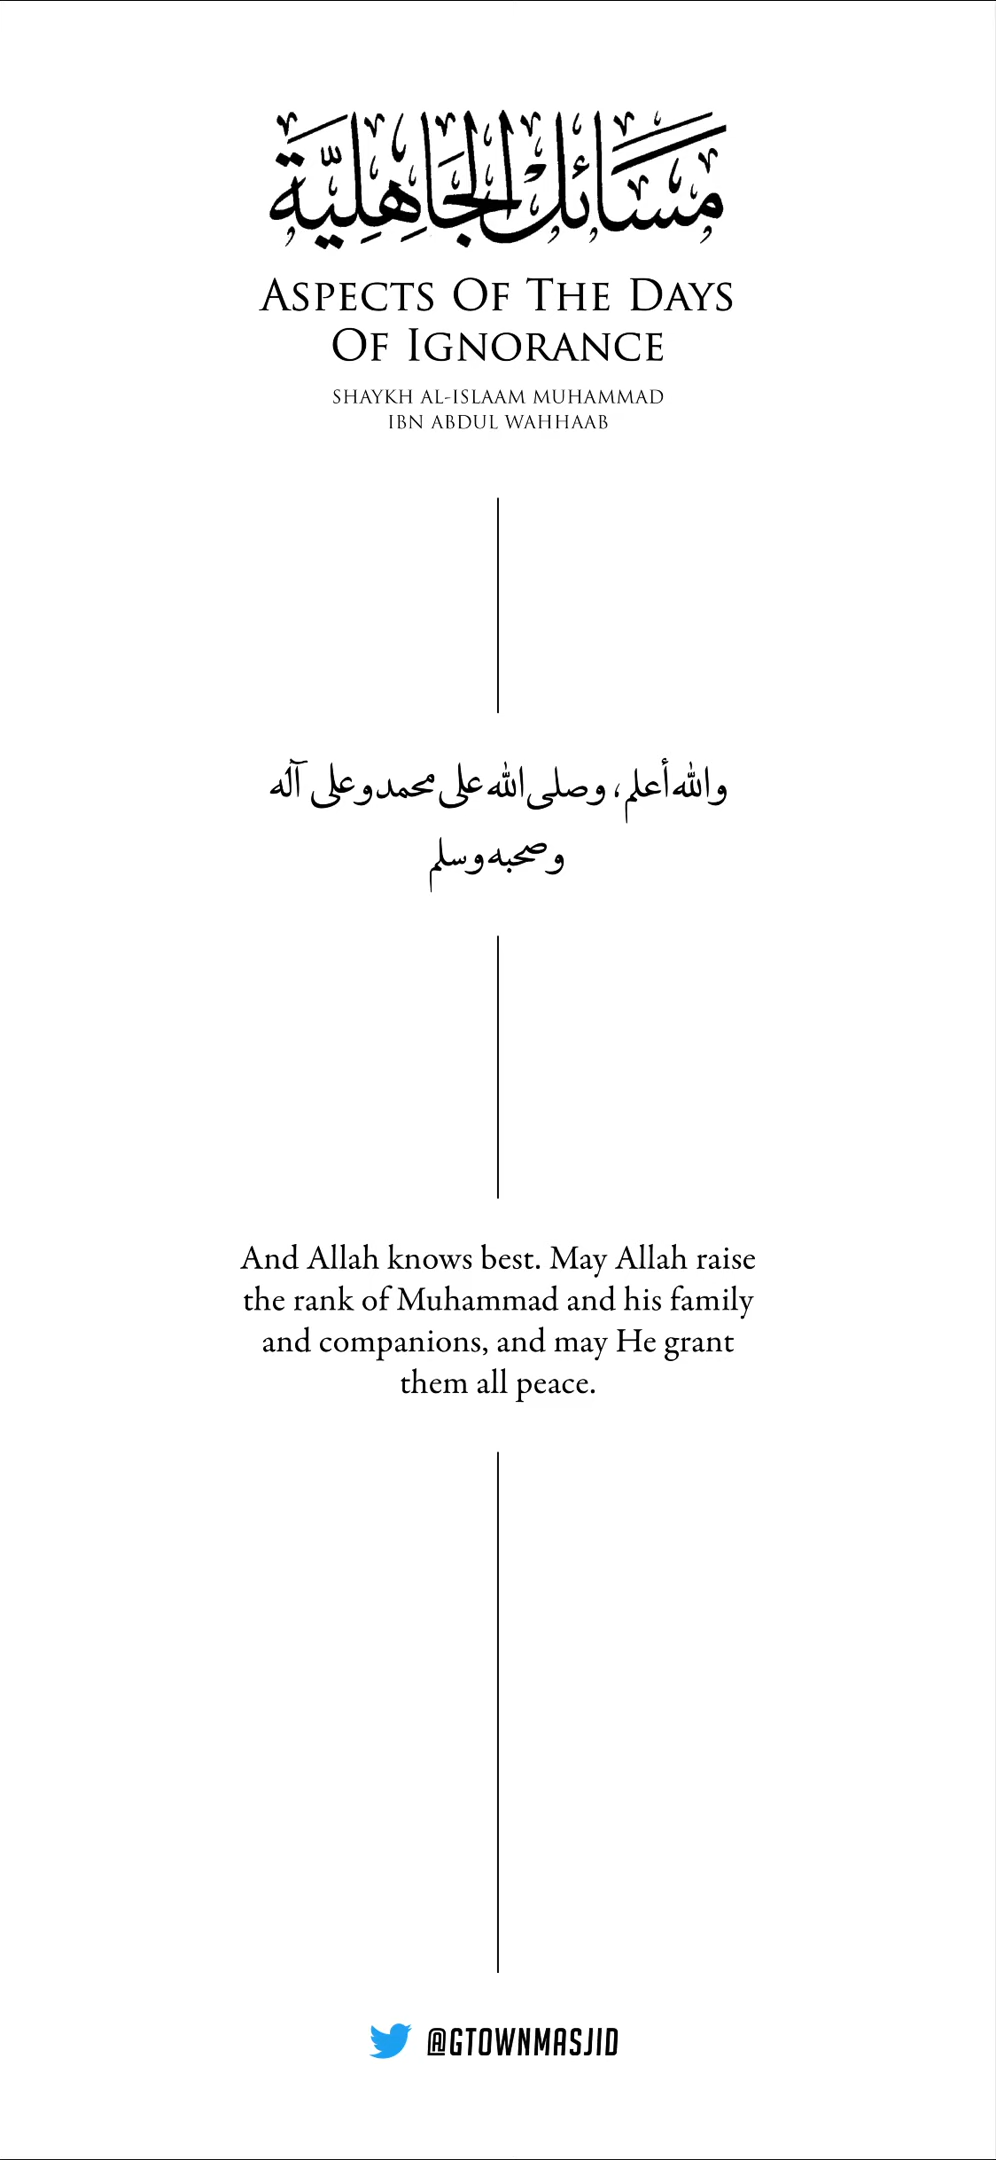 مَسَائلُ الجَاهِلِيَّة
ASPECTS OF THE DAYS
OF IGNORANCE
SHAYKH AL-ISLAAM MUHAMMAD
IBN ABDUL WAHHAAB
والله أعلم، وصلى الله على محمد وعلى آله
وصحبه وسلم
And Allah knows best. May Allah raise
the rank of Muhammad and his family
and companions, and may He grant
them all peace.
@GTOWNMASJID